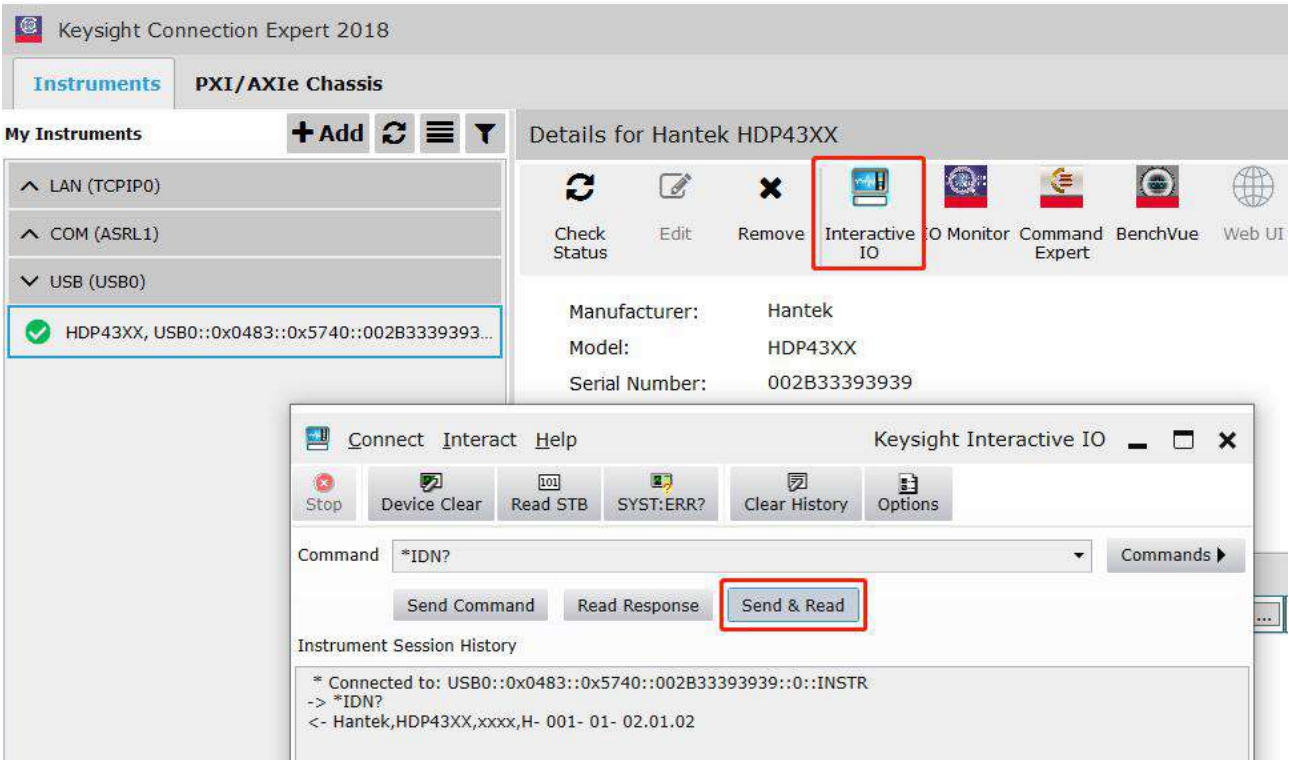 Keysight Connection Expert 2018
Instruments PXI/AXIe Chassis
My Instruments
+Add
Details for Hantek HDP43XX
LAN (TCPIP0)
COM (ASRL1)
USB (USB0)
HDP43XX, USB0::0x0483::0x5740::002B3339393...
Check Status
Edit
Remove
Interactive IO
IO Monitor
Command Expert
BenchVue
Web UI
Manufacturer: Hantek
Model: HDP43XX
Serial Number: 002B33393939
Connect Interact Help
Keysight Interactive IO
Stop
Device Clear
101
Read STB
SYST:ERR?
Clear History
Options
Command *IDN?
Commands
Send Command Read Response Send & Read
...
Instrument Session History
* Connected to: USB0::0x0483::0x5740::002B33393939::0::INSTR
-> *IDN?
<- Hantek,HDP43XX,xxxx,H- 001- 01- 02.01.02